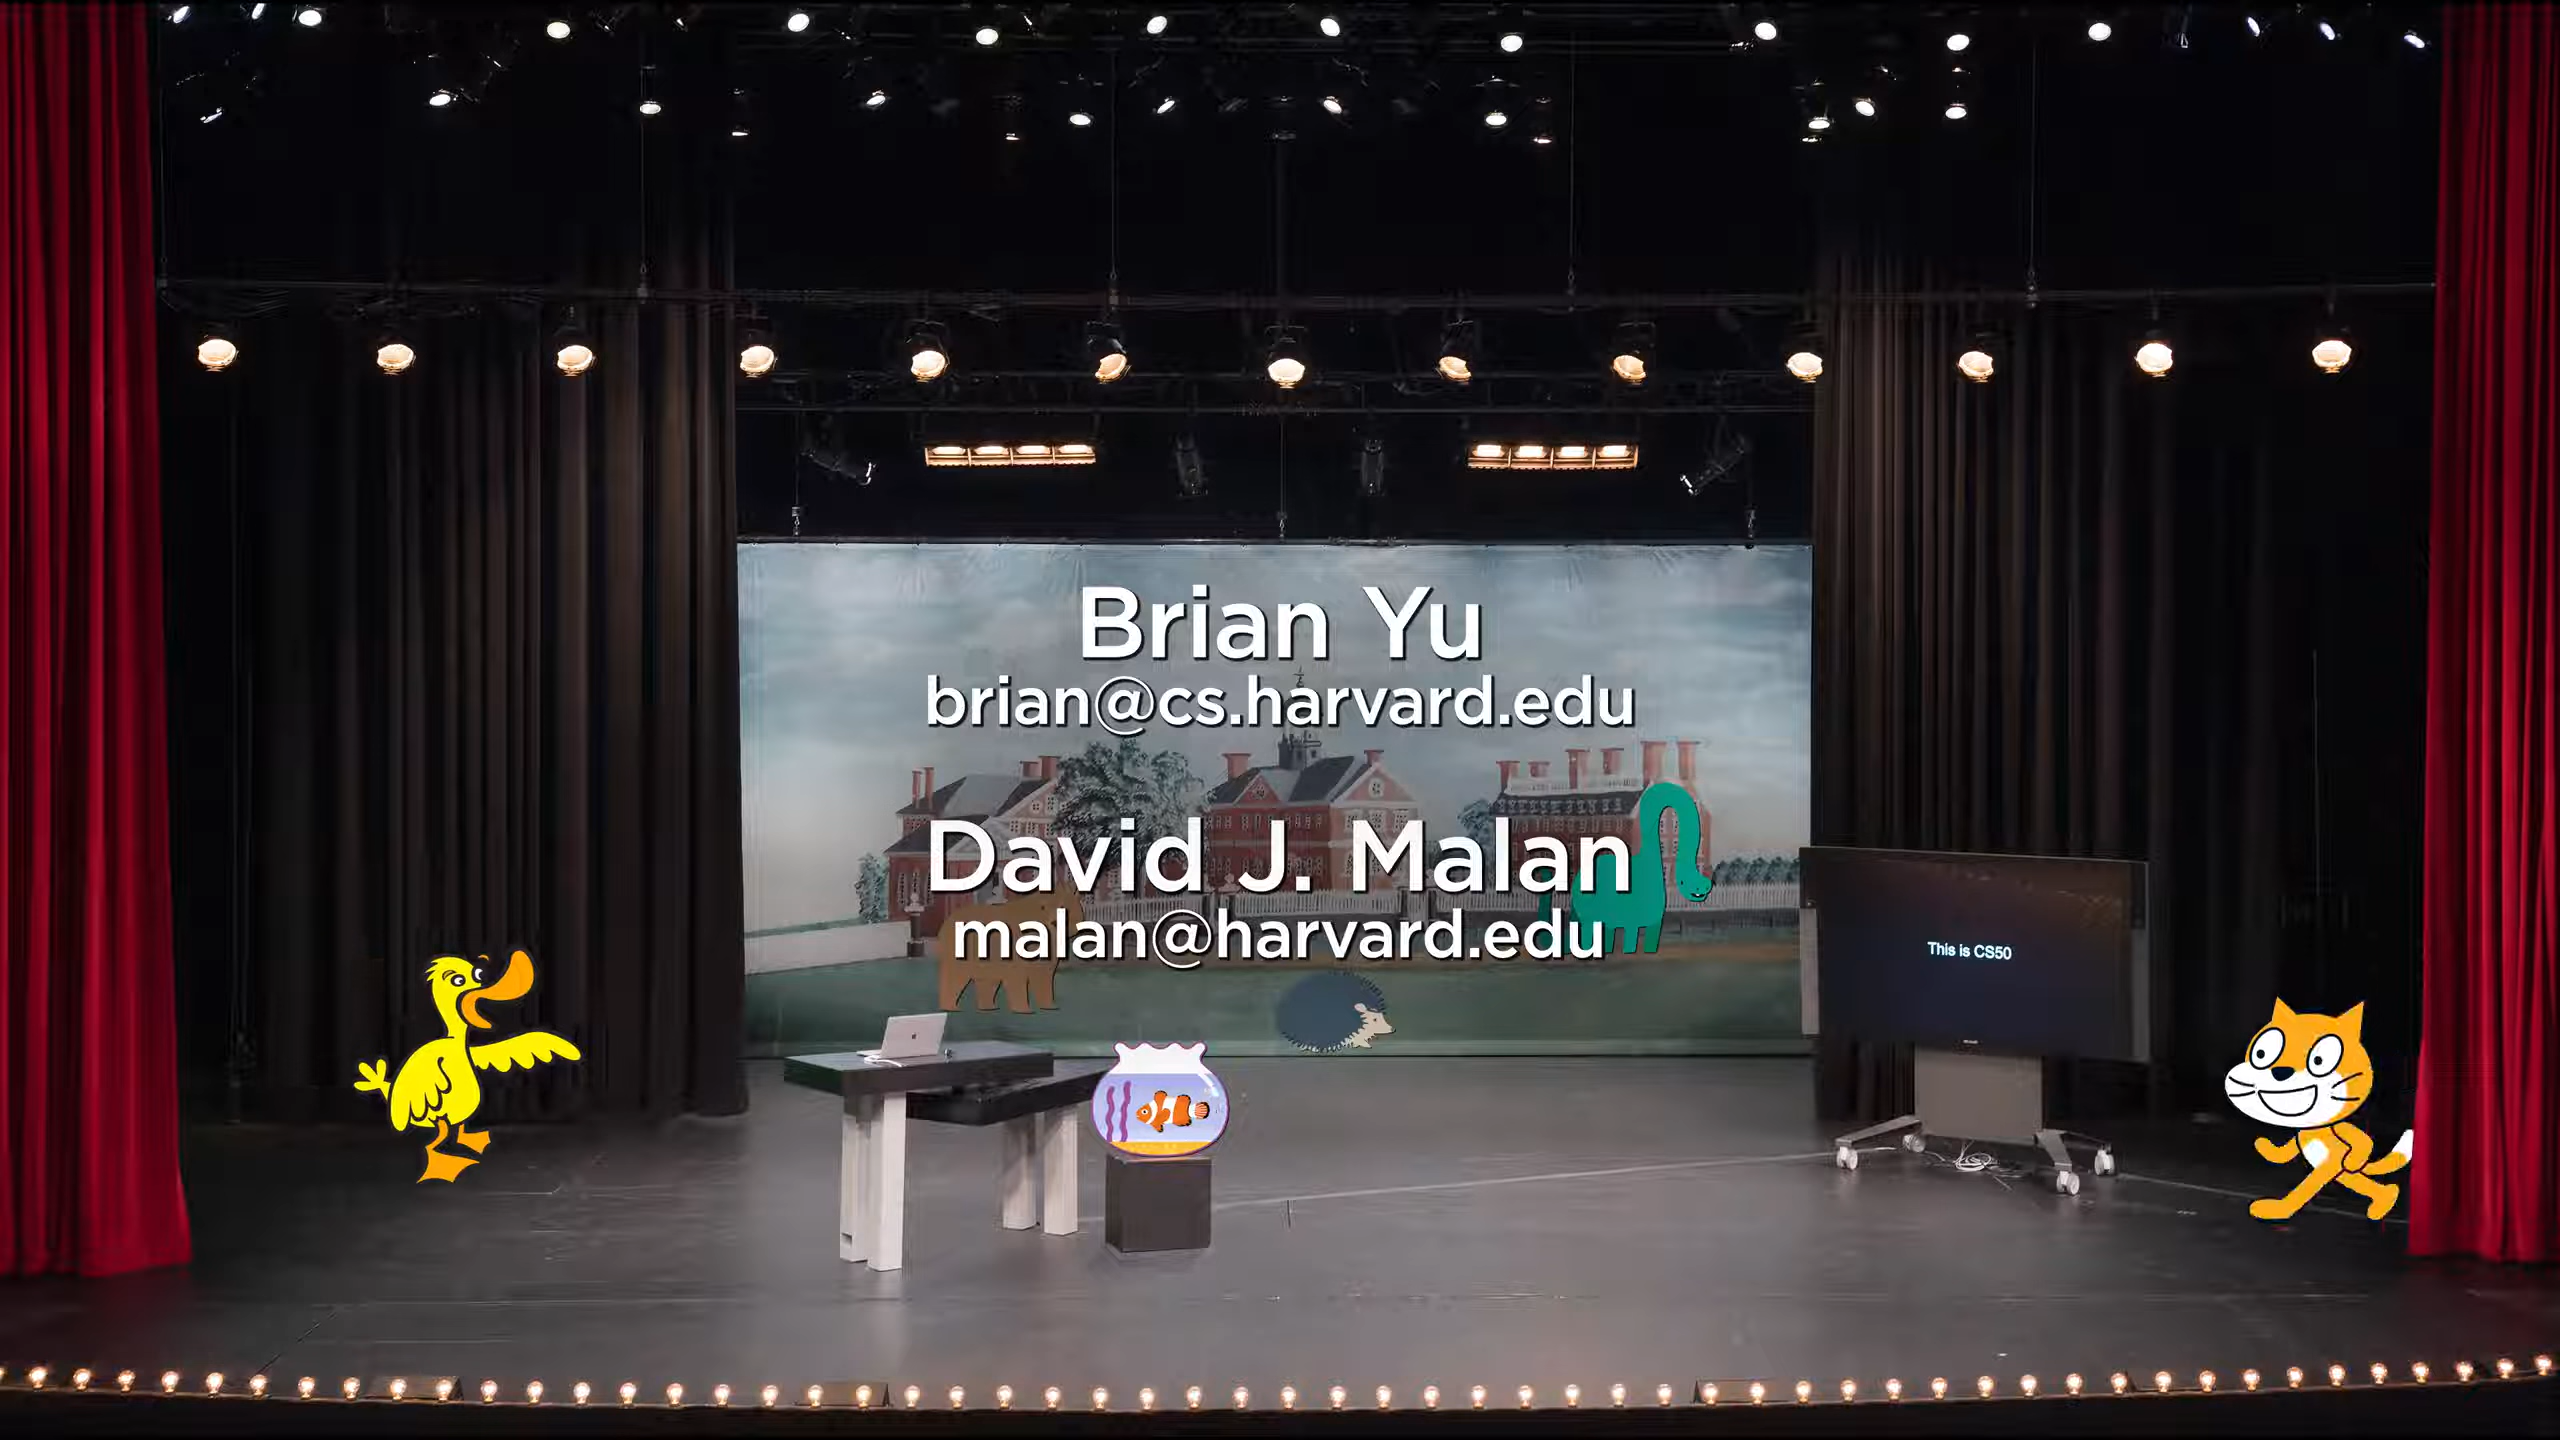 Brian Yu
brian@cs.harvard.edu
David J. Malan
malan@harvard.edu
This is CS50